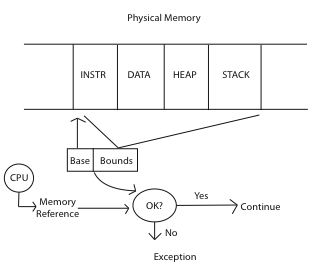 Physical Memory
INSTR DATA HEAP STACK
Base Bounds
CPU
Memory
Reference
OK?
Yes
Continue
No
Exception